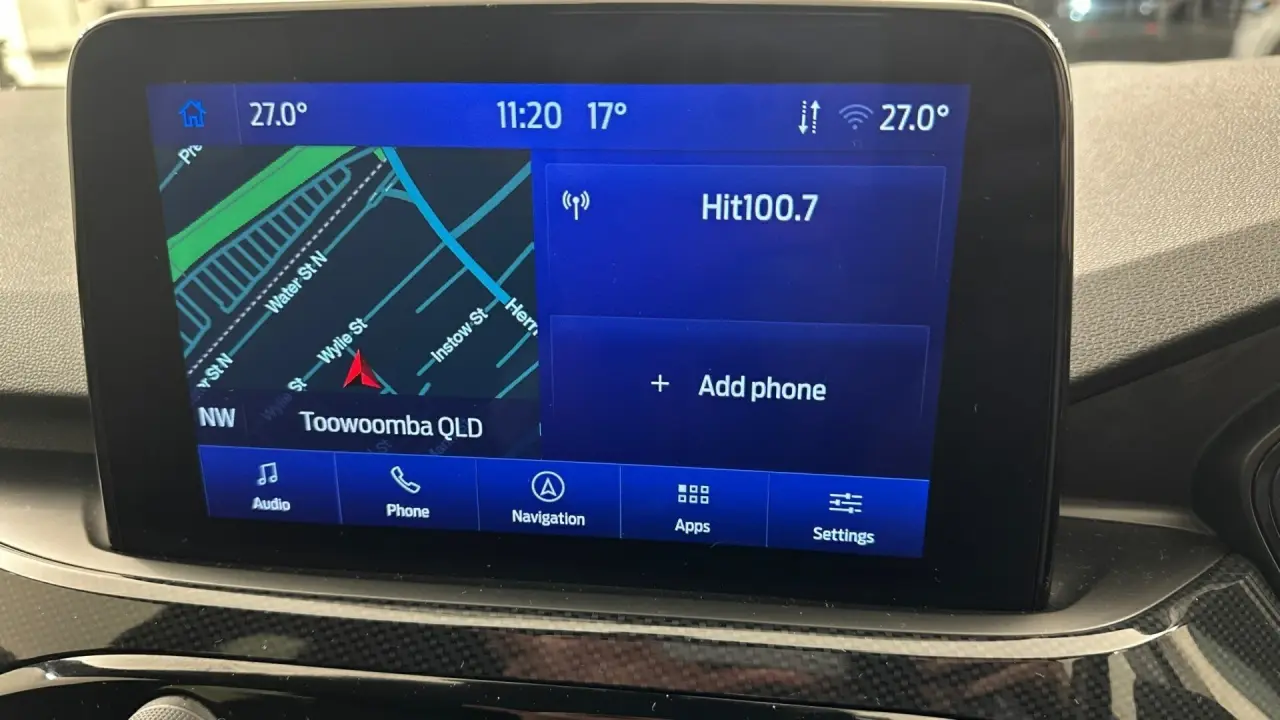 27.0° 11:20 17° 27.0°
Water St N
Wylie St
Instow St
St
NW Toowoomba QLD
Hit100.7
+ Add phone
Audio Phone Navigation Apps Settings